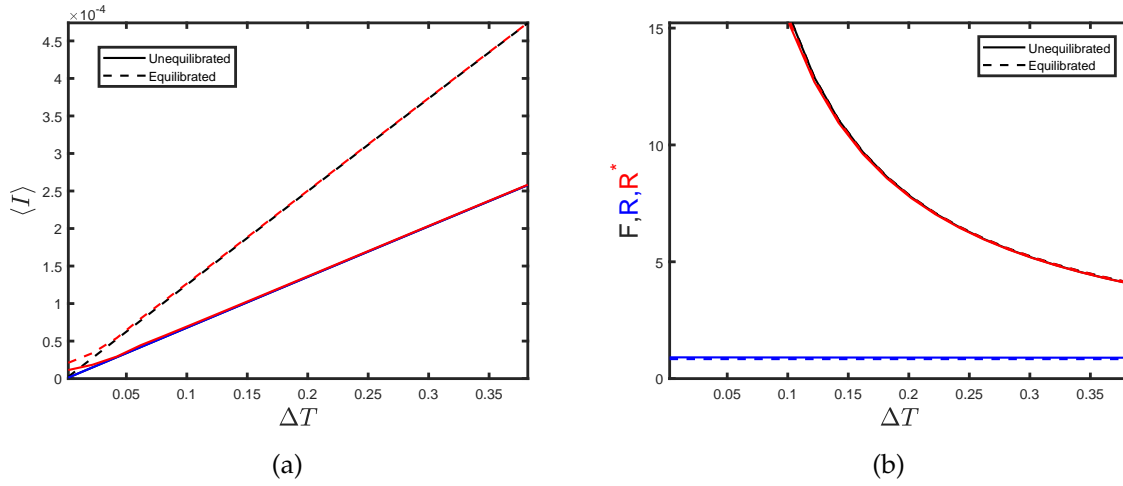 ×10⁻⁴
4.5
4
3.5
3
2.5
2
1.5
1
0.5
0
⟨I⟩
Unequilibrated
Equilibrated
0.05 0.1 0.15 0.2 0.25 0.3 0.35
ΔT
(a)
15
10
5
0
F,R,R*
Unequilibrated
Equilibrated
0.05 0.1 0.15 0.2 0.25 0.3 0.35
ΔT
(b)